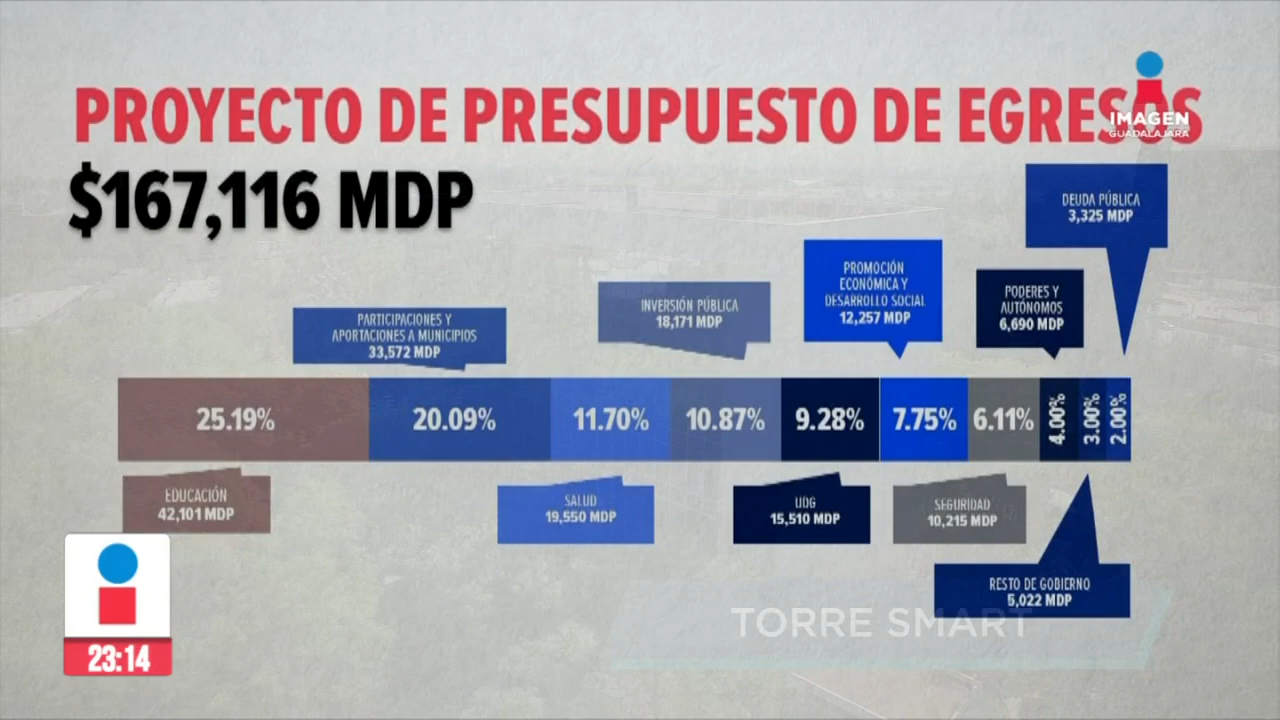 PROYECTO DE PRESUPUESTO DE EGRESOS
IMAGEN
GUADALAJARA
$167,116 MDP
DEUDA PÚBLICA
3,325 MDP
PROMOCIÓN
ECONÓMICA Y
DESARROLLO SOCIAL
12,257 MDP
PODERES Y
AUTÓNOMOS
6,690 MDP
INVERSIÓN PÚBLICA
18,171 MDP
PARTICIPACIONES Y
APORTACIONES A MUNICIPIOS
33,572 MDP
25.19%
20.09%
11.70%
10.87%
9.28%
7.75%
6.11%
4.00%
3.00%
2.00%
EDUCACIÓN
42,101 MDP
SALUD
19,550 MDP
UDG
15,510 MDP
SEGURIDAD
10,215 MDP
RESTO DE GOBIERNO
5,022 MDP
TORRE SMART
23:14